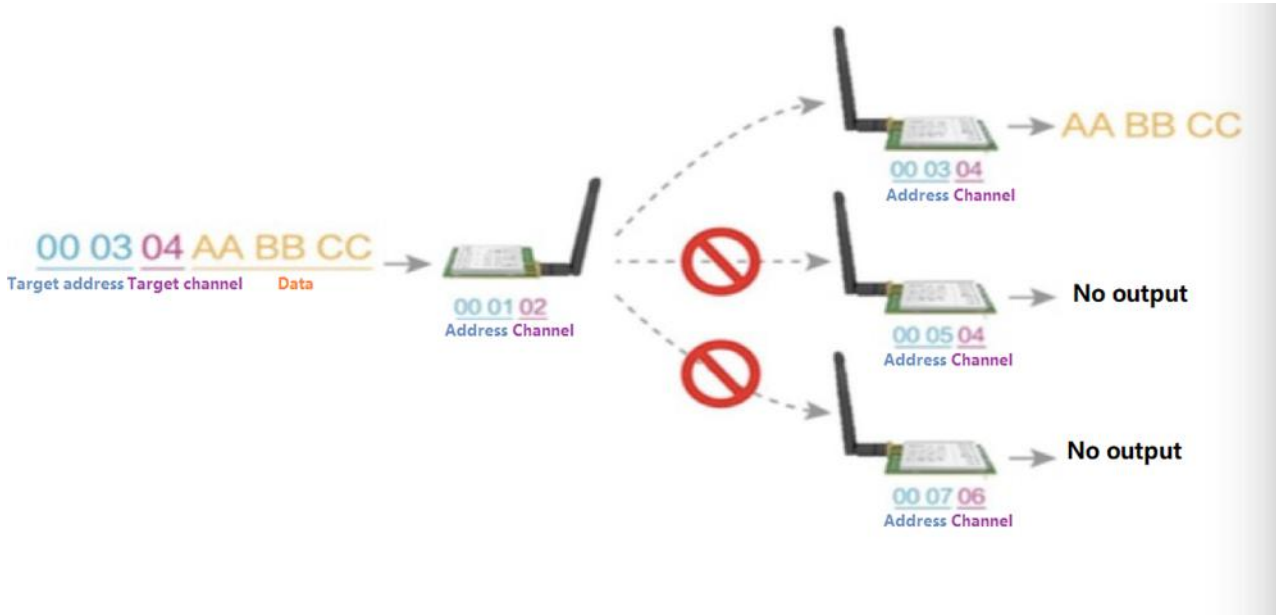 AA BB CC
00 03 04
Address Channel
00 03 04 AA BB CC
Target address Target channel Data
00 01 02
Address Channel
No output
00 05 04
Address Channel
No output
00 07 06
Address Channel